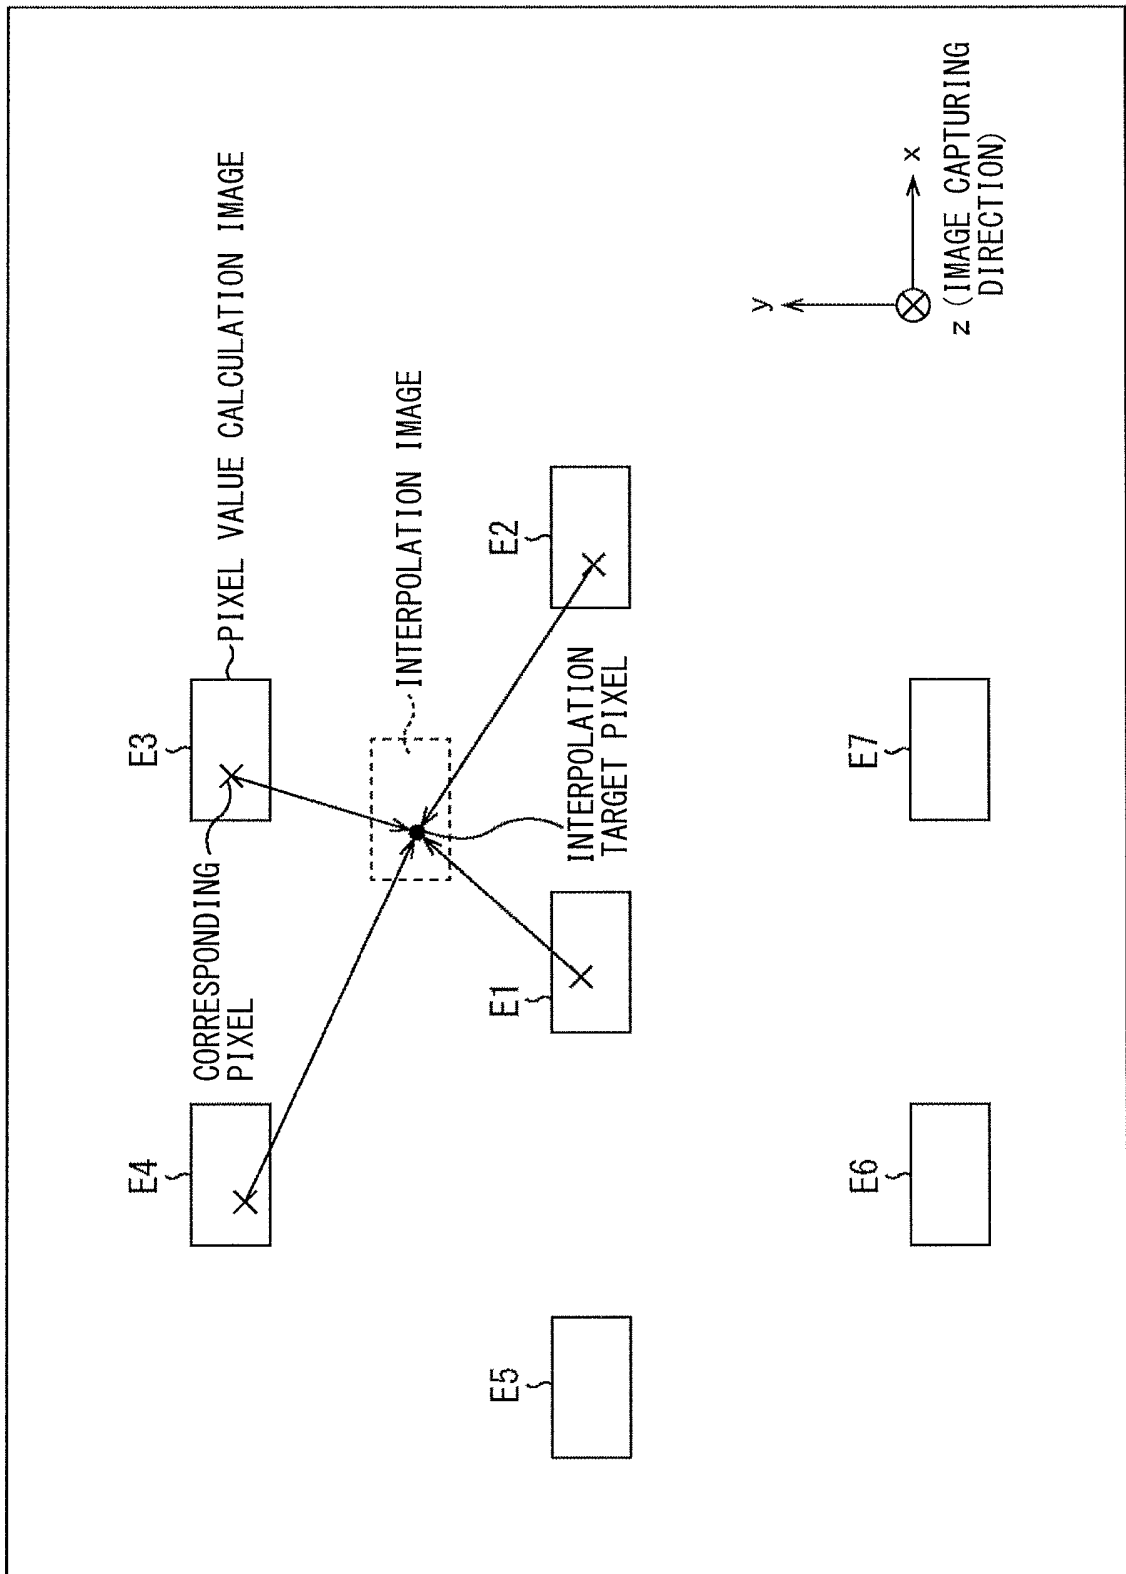 E4
E3
PIXEL VALUE CALCULATION IMAGE
CORRESPONDING
PIXEL
INTERPOLATION IMAGE
E5
E1
E2
INTERPOLATION
TARGET PIXEL
E6
E7
y
x
z (IMAGE CAPTURING
DIRECTION)